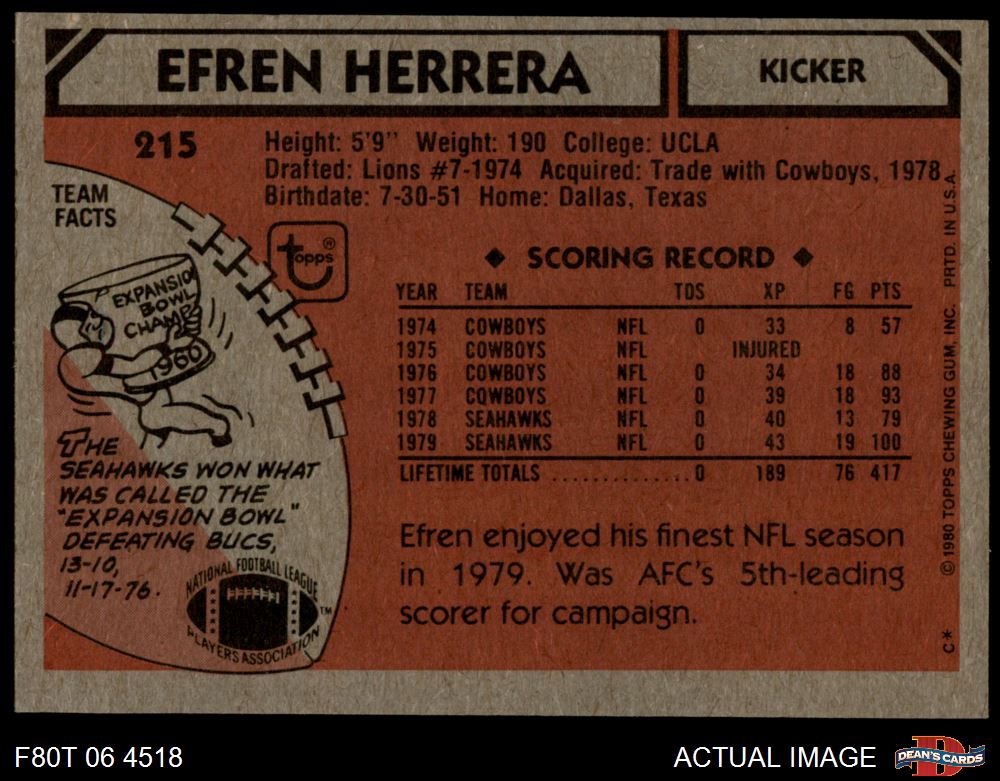 EFREN HERRERA
KICKER
215
Height: 5'9" Weight: 190 College: UCLA
Drafted: Lions #7-1974 Acquired: Trade with Cowboys, 1978
Birthdate: 7-30-51 Home: Dallas, Texas
TEAM
FACTS
topps ®
EXPANSION
BOWL
CHAMP
1960
THE
SEAHAWKS WON WHAT
WAS CALLED THE
"EXPANSION BOWL"
DEFEATING BUCS,
13-10,
11-17-76.
NATIONAL FOOTBALL LEAGUE
PLAYERS ASSOCIATION
TM
◆ SCORING RECORD ◆
YEAR TEAM TDS XP FG PTS
1974 COWBOYS NFL 0 33 8 57
1975 COWBOYS NFL INJURED
1976 COWBOYS NFL 0 34 18 88
1977 COWBOYS NFL 0 39 18 93
1978 SEAHAWKS NFL 0 40 13 79
1979 SEAHAWKS NFL 0 43 19 100
LIFETIME TOTALS .............. 0 189 76 417
Efren enjoyed his finest NFL season
in 1979. Was AFC's 5th-leading
scorer for campaign.
C* ©1980 TOPPS CHEWING GUM, INC. PRTD. IN U.S.A.
F80T 06 4518
ACTUAL IMAGE
D
DEAN'S CARDS